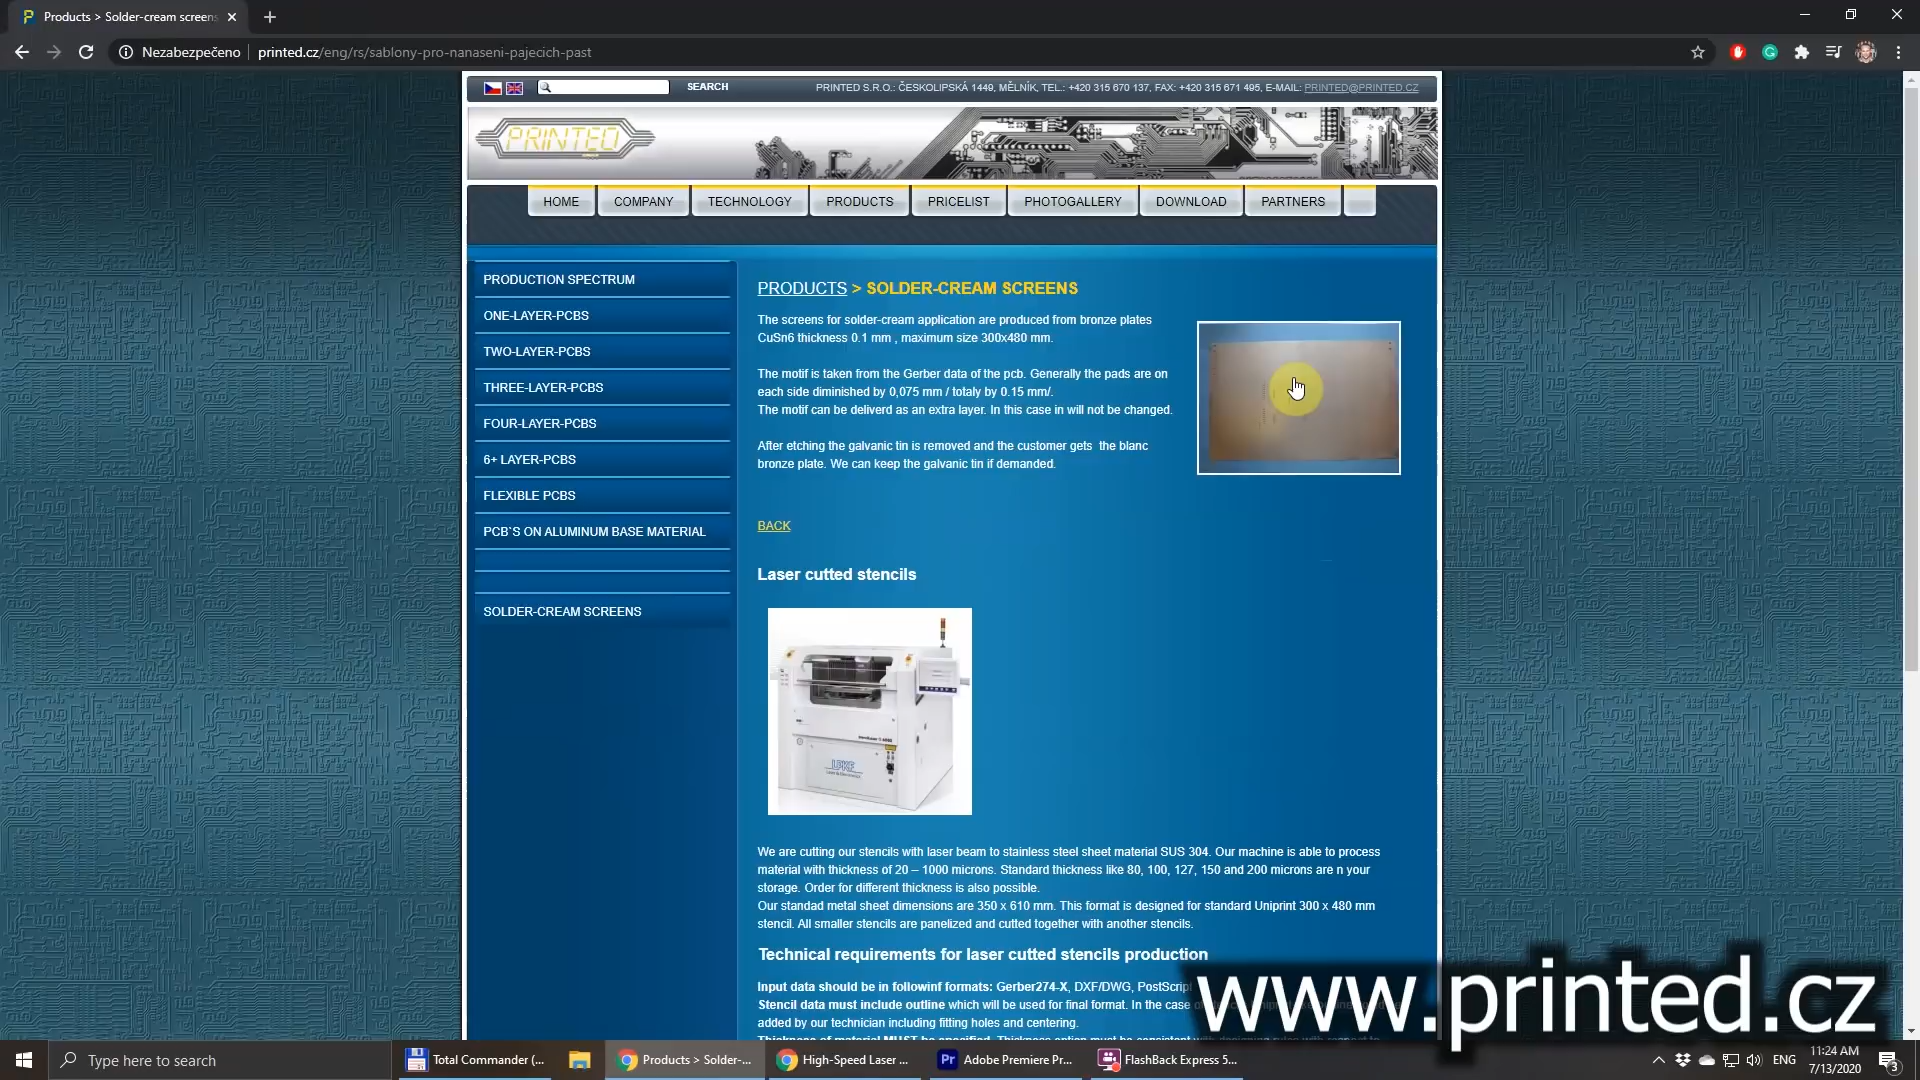 Products > Solder-cream screens
Nezabezpečeno
printed.cz/eng/rs/sablony-pro-nanaseni-pajecich-past
SEARCH
PRINTED S.R.O.: ČESKOLIPSKÁ 1449, MĚLNÍK, TEL.: +420 315 670 137, FAX: +420 315 671 495, E-MAIL: PRINTED@PRINTED.CZ
PRINTED
HOME
COMPANY
TECHNOLOGY
PRODUCTS
PRICELIST
PHOTOGALLERY
DOWNLOAD
PARTNERS
PRODUCTION SPECTRUM
ONE-LAYER-PCBS
TWO-LAYER-PCBS
THREE-LAYER-PCBS
FOUR-LAYER-PCBS
6+ LAYER-PCBS
FLEXIBLE PCBS
PCB`S ON ALUMINUM BASE MATERIAL
SOLDER-CREAM SCREENS
PRODUCTS > SOLDER-CREAM SCREENS
The screens for solder-cream application are produced from bronze plates
CuSn6 thickness 0.1 mm , maximum size 300x480 mm.
The motif is taken from the Gerber data of the pcb. Generally the pads are on
each side diminished by 0,075 mm / totaly by 0.15 mm/.
The motif can be deliverd as an extra layer. In this case in will not be changed.
After etching the galvanic tin is removed and the customer gets the blanc
bronze plate. We can keep the galvanic tin if demanded.
BACK
Laser cutted stencils
LPKF
We are cutting our stencils with laser beam to stainless steel sheet material SUS 304. Our machine is able to process
material with thickness of 20 – 1000 microns. Standard thickness like 80, 100, 127, 150 and 200 microns are n your
storage. Order for different thickness is also possible.
Our standad metal sheet dimensions are 350 x 610 mm. This format is designed for standard Uniprint 300 x 480 mm
stencil. All smaller stencils are panelized and cutted together with another stencils.
Technical requirements for laser cutted stencils production
Input data should be in followinf formats: Gerber274-X, DXF/DWG, PostScript
Stencil data must include outline which will be used for final format. In the case
added by our technician including fitting holes and centering.
www.printed.cz
Type here to search
Total Commander (...
Products > Solder-...
High-Speed Laser ...
Adobe Premiere Pr...
FlashBack Express 5...
ENG
11:24 AM
7/13/2020
3